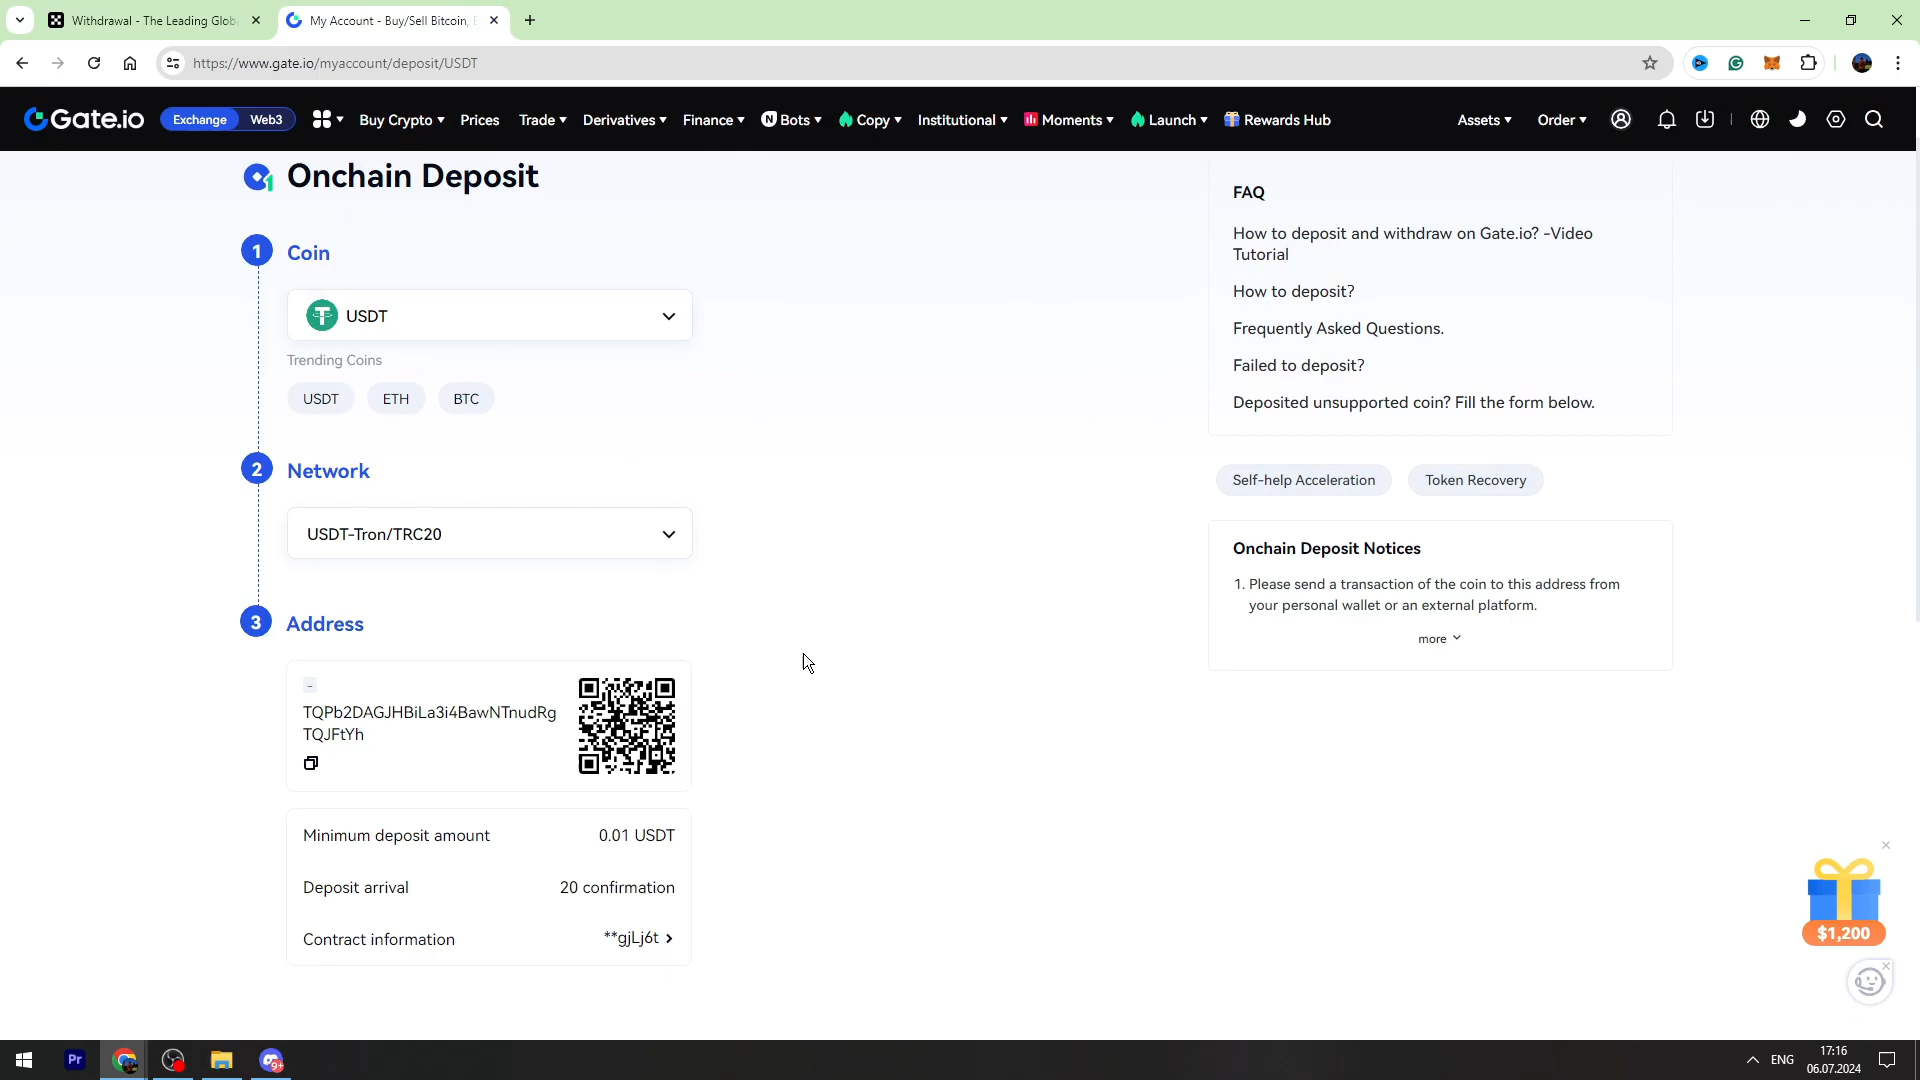 Withdrawal - The Leading Glob
My Account - Buy/Sell Bitcoin, E
https://www.gate.io/myaccount/deposit/USDT
Gate.io
Exchange
Web3
Buy Crypto
Prices
Trade
Derivatives
Finance
Bots
Copy
Institutional
Moments
Launch
Rewards Hub
Assets
Order
Onchain Deposit
1
Coin
USDT
Trending Coins
USDT
ETH
BTC
2
Network
USDT-Tron/TRC20
3
Address
-
TQPb2DAGJHBiLa3i4BawNTnudRg
TQJFtYh
Minimum deposit amount
0.01 USDT
Deposit arrival
20 confirmation
Contract information
**gjLj6t
FAQ
How to deposit and withdraw on Gate.io? -Video
Tutorial
How to deposit?
Frequently Asked Questions.
Failed to deposit?
Deposited unsupported coin? Fill the form below.
Self-help Acceleration
Token Recovery
Onchain Deposit Notices
1. Please send a transaction of the coin to this address from
your personal wallet or an external platform.
more
$1,200
Pr
9+
ENG
17:16
06.07.2024